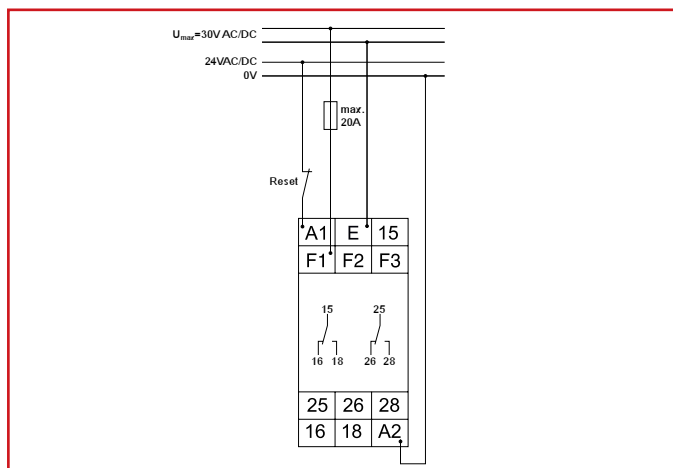 Umax=30V AC/DC
24VAC/DC
0V
max.
20A
Reset
A1 E 15
F1 F2 F3
15 25
16 18 26 28
25 26 28
16 18 A2